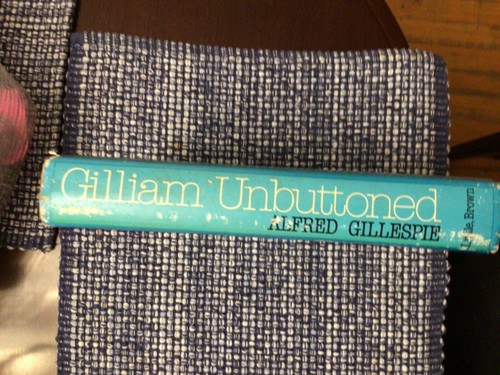 Gilliam Unbuttoned
ALFRED GILLESPIE
Little, Brown